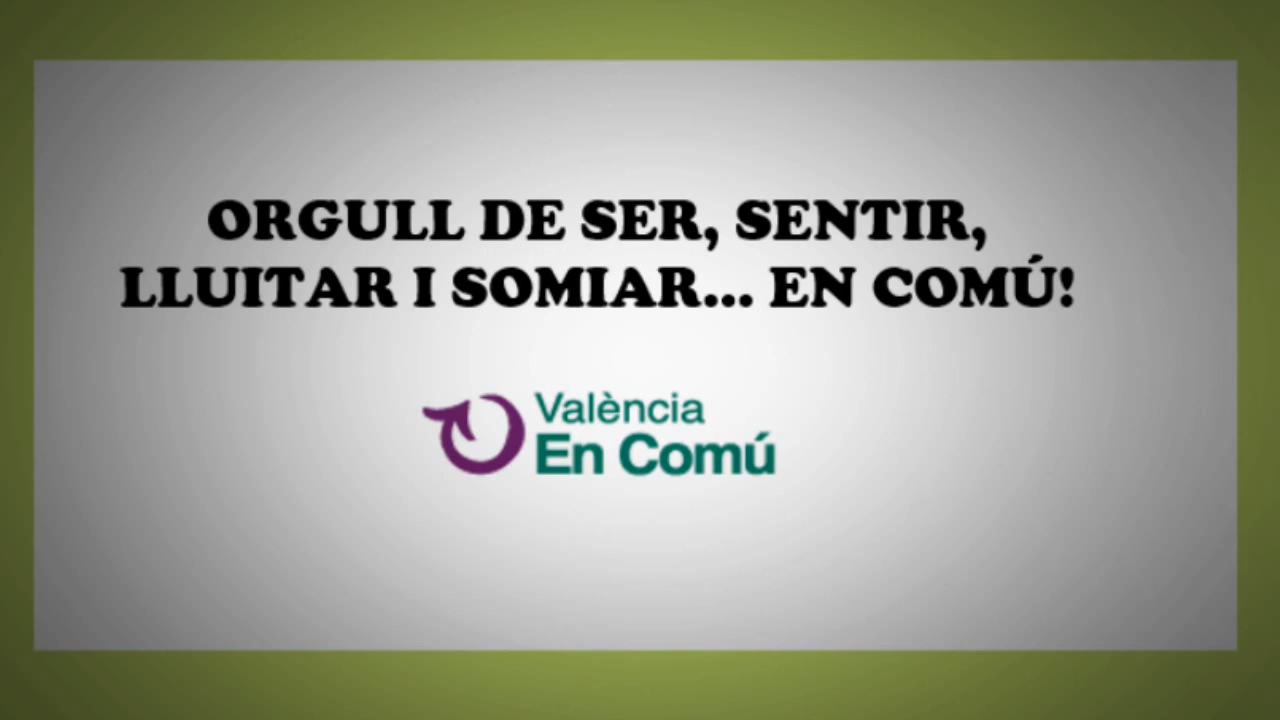 ORGULL DE SER, SENTIR,
LLUITAR I SOMIAR... EN COMÚ!
València
En Comú